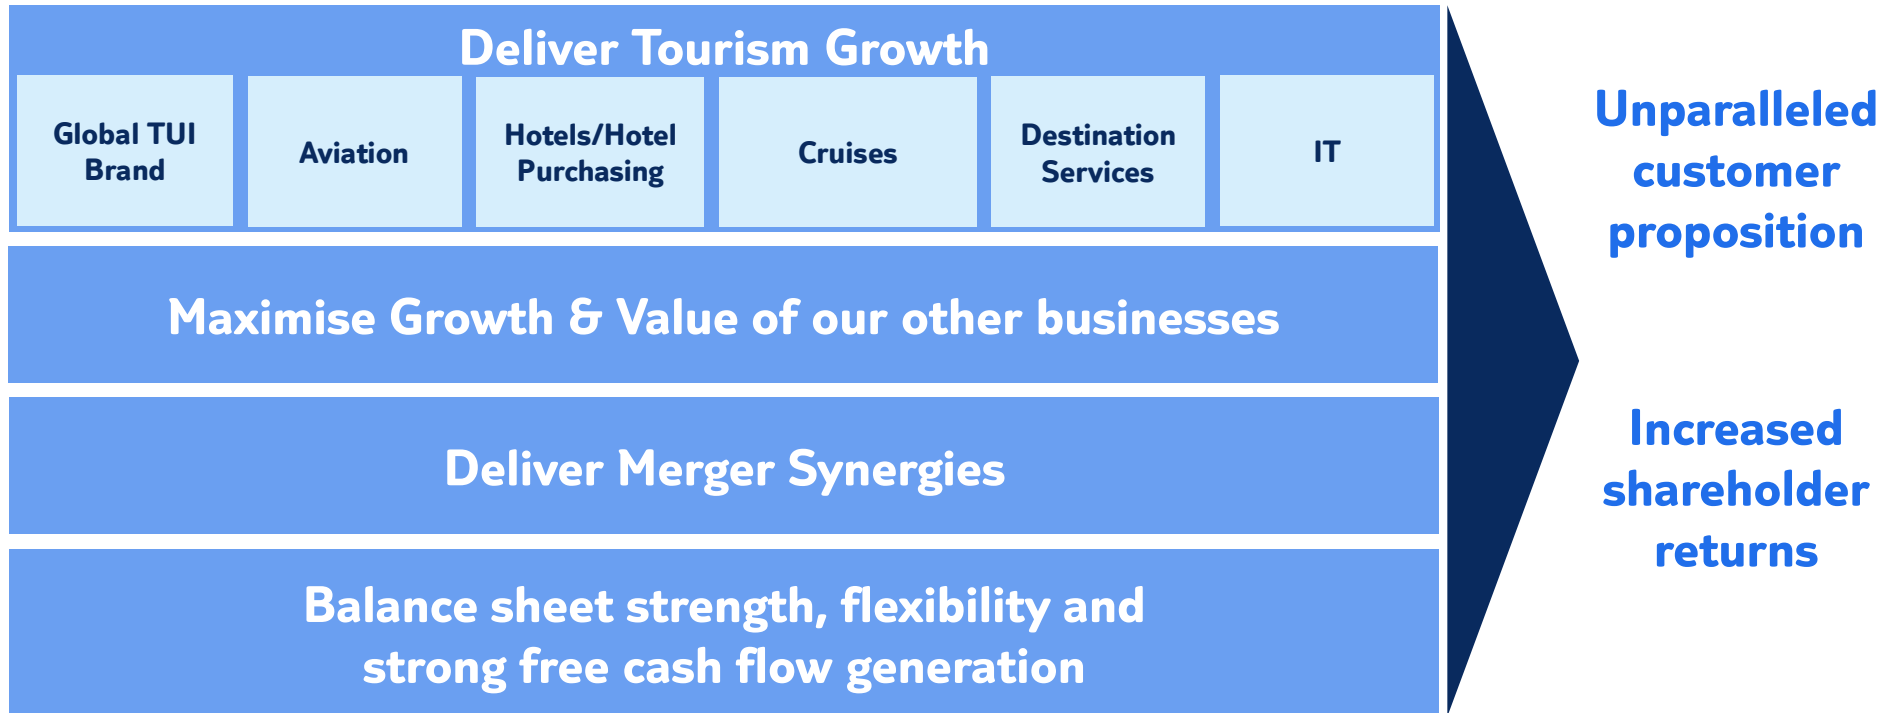 Deliver Tourism Growth
Global TUI
Brand
Aviation
Hotels/Hotel
Purchasing
Cruises
Destination
Services
IT
Maximise Growth & Value of our other businesses
Deliver Merger Synergies
Balance sheet strength, flexibility and
strong free cash flow generation
Unparalleled
customer
proposition
Increased
shareholder
returns